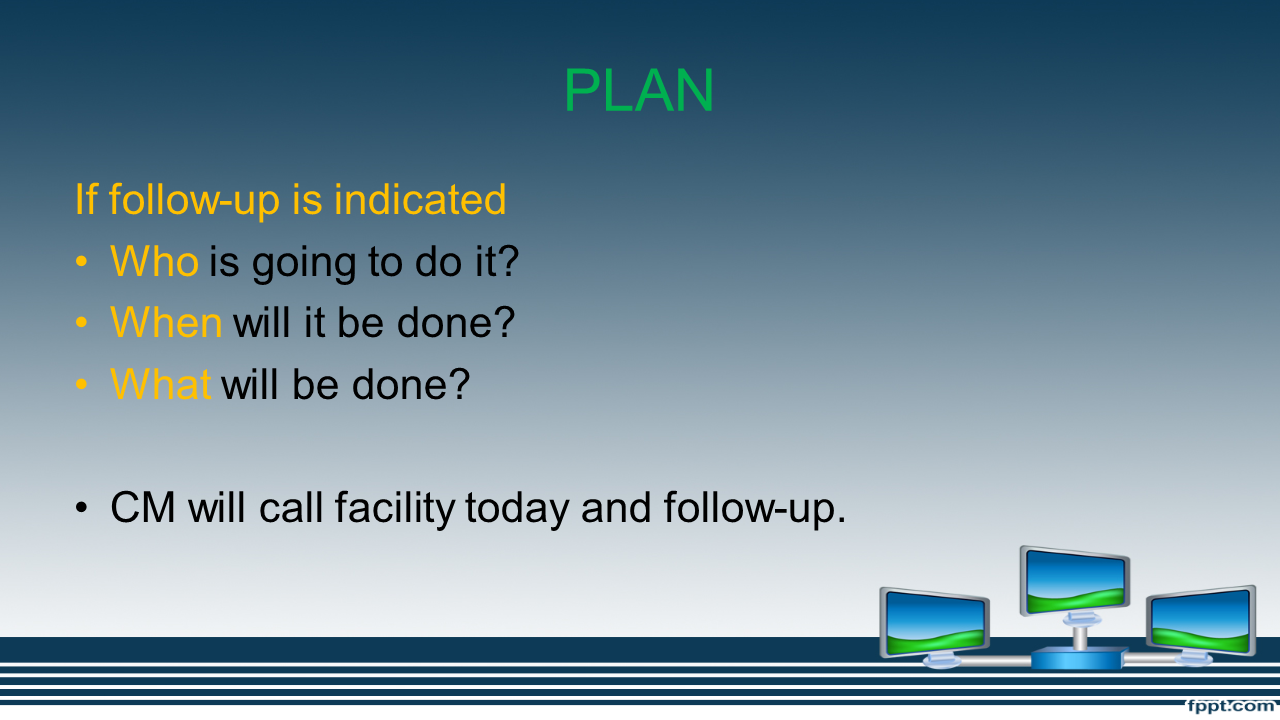 PLAN
If follow-up is indicated
• Who is going to do it?
• When will it be done?
• What will be done?
• CM will call facility today and follow-up.
fppt.com